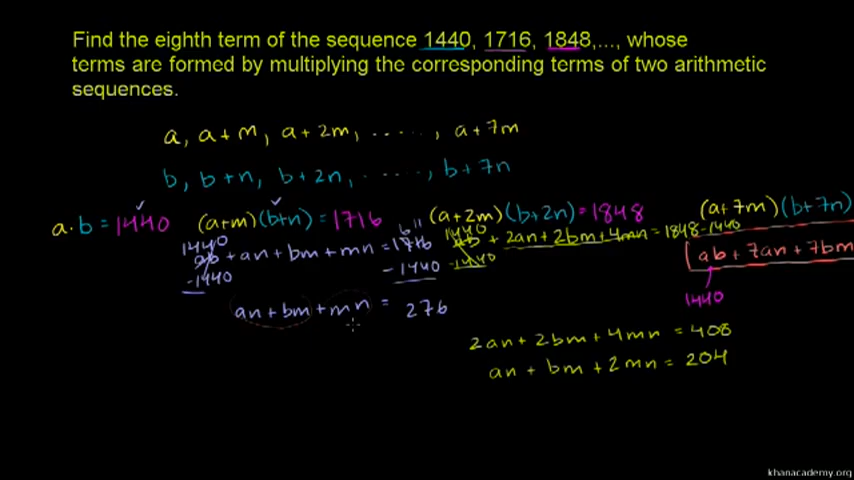 Find the eighth term of the sequence 1440, 1716, 1848,..., whose
terms are formed by multiplying the corresponding terms of two arithmetic
sequences.
a, a+m, a+2m, ....., a+7m
b, b+n, b+2n, ....., b+7n
a·b=1440 (a+m)(b+n)=1716 (a+2m)(b+2n)=1848 (a+7m)(b+7n)
1440 6 11 1440
ab+an+bm+mn=1716 ab+2an+2bm+4mn=1848-1440 ab+7an+7bm
-1440 -1440 -1440
1440
an+bm+mn = 276
2an+2bm+4mn=408
an+bm+2mn=204
khanacademy.org